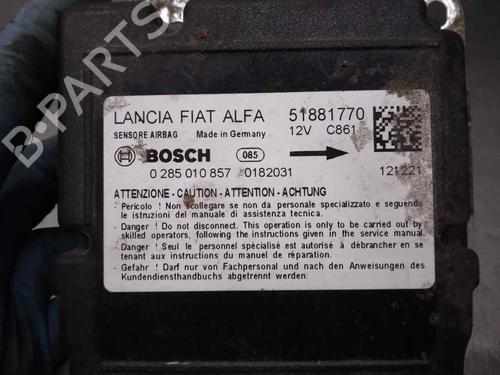 LANCIA FIAT ALFA 51881770
SENSORE AIRBAG Made in Germany 12V C861
BOSCH 085
0 285 010 857 0182031 121221
ATTENZIONE - CAUTION - ATTENTION - ACHTUNG
- Pericolo ! Non scollegare se non da personale specializzato e seguendo
le istruzioni del manuale di assistenza tecnica.
- Danger ! Do not disconnect. This operation is only to be carried out by
skilled operators, following the instructions given in the service manual.
- Danger ! Seul le personnel spécialisé est autorisé à débrancher en se
tenant aux instructions du manuel de réparation.
- Gefahr ! Darf nur von Fachpersonal und nach den Anweisungen des
Kundendiensthandbuchs abgetrennt werden.
B-Parts